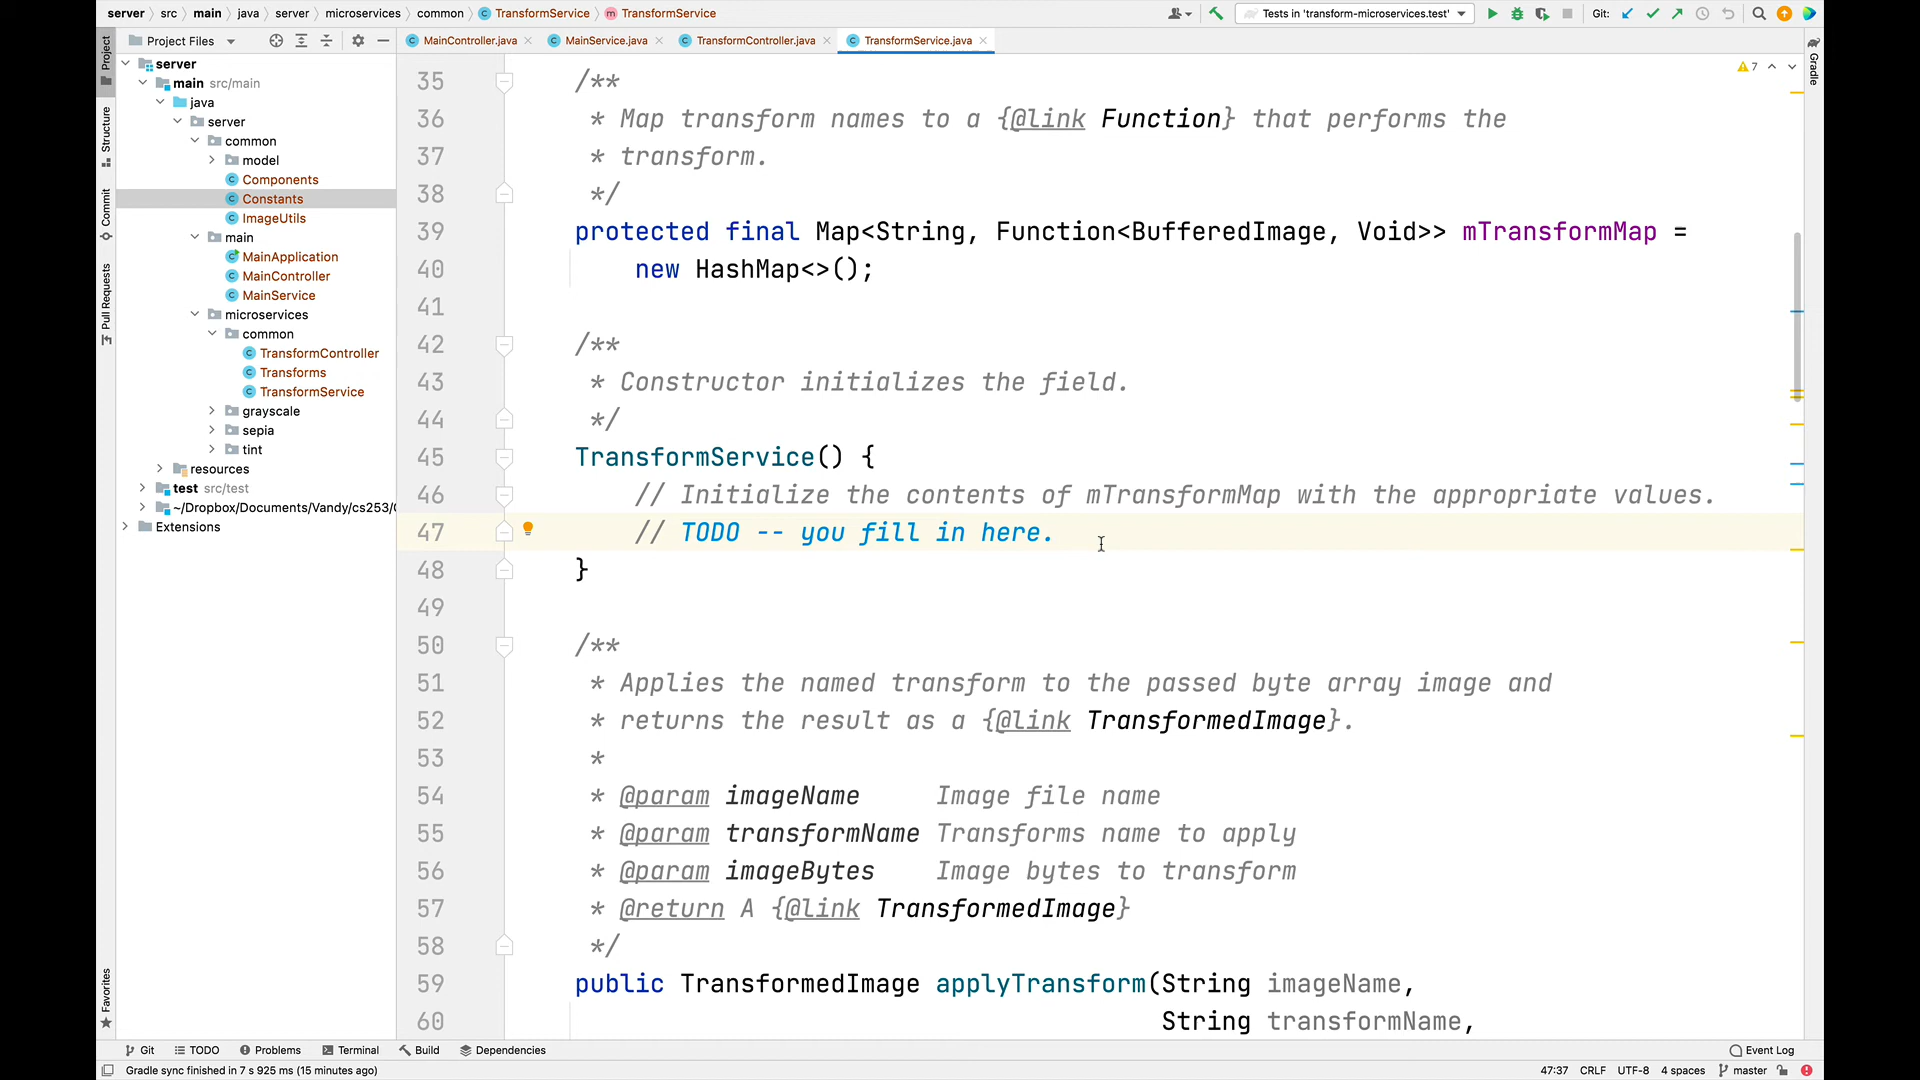 server src main java server microservices common TransformService TransformService
Tests in 'transform-microservices.test'
Git:
Project Files
MainController.java MainService.java TransformController.java TransformService.java
Project
Structure
Commit
Pull Requests
Favorites
Gradle
7
server
main src/main
java
server
common
model
Components
Constants
ImageUtils
main
MainApplication
MainController
MainService
microservices
common
TransformController
Transforms
TransformService
grayscale
sepia
tint
resources
test src/test
~/Dropbox/Documents/Vandy/cs253/
Extensions
35 /**
36 * Map transform names to a {@link Function} that performs the
37 * transform.
38 */
39 protected final Map<String, Function<BufferedImage, Void>> mTransformMap =
40 new HashMap<>();
41
42 /**
43 * Constructor initializes the field.
44 */
45 TransformService() {
46 // Initialize the contents of mTransformMap with the appropriate values.
47 // TODO -- you fill in here.
48 }
49
50 /**
51 * Applies the named transform to the passed byte array image and
52 * returns the result as a {@link TransformedImage}.
53 *
54 * @param imageName Image file name
55 * @param transformName Transforms name to apply
56 * @param imageBytes Image bytes to transform
57 * @return A {@link TransformedImage}
58 */
59 public TransformedImage applyTransform(String imageName,
60 String transformName,
Git TODO Problems Terminal Build Dependencies Event Log
Gradle sync finished in 7 s 925 ms (15 minutes ago) 47:37 CRLF UTF-8 4 spaces master